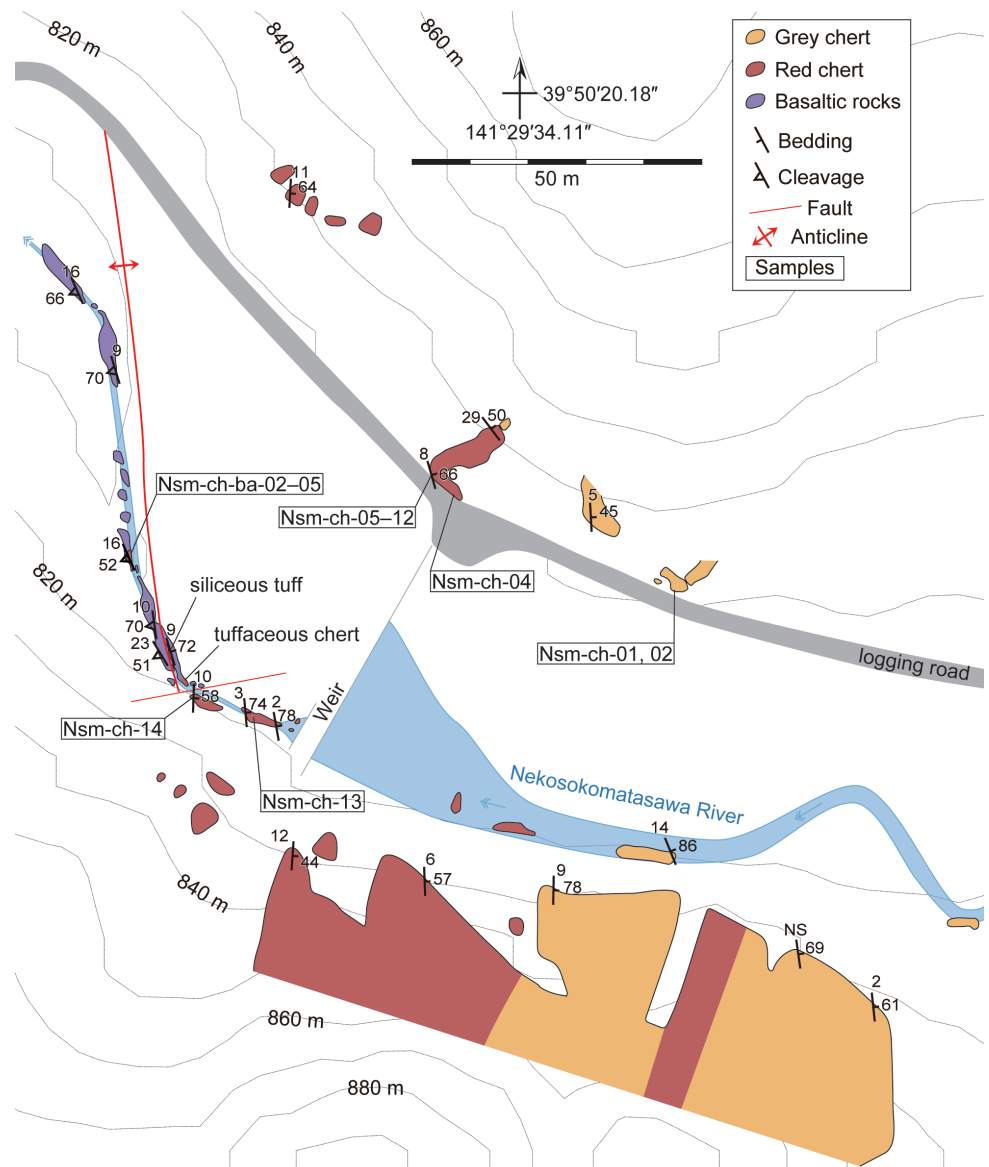 820 m
840 m
860 m
39°50′20.18″
141°29′34.11″
50 m
Grey chert
Red chert
Basaltic rocks
Bedding
Cleavage
Fault
Anticline
Samples
11
64
16
66
9
70
29
50
8
66
Nsm-ch-ba-02–05
Nsm-ch-05–12
5
45
16
52
Nsm-ch-04
820 m
siliceous tuff
10
70
9
72
23
51
tuffaceous chert
Nsm-ch-01, 02
logging road
10
58
3
74
2
78
Weir
Nsm-ch-14
Nsm-ch-13
Nekosokomatasawa River
14
86
12
44
6
57
9
78
840 m
NS
69
2
61
860 m
880 m